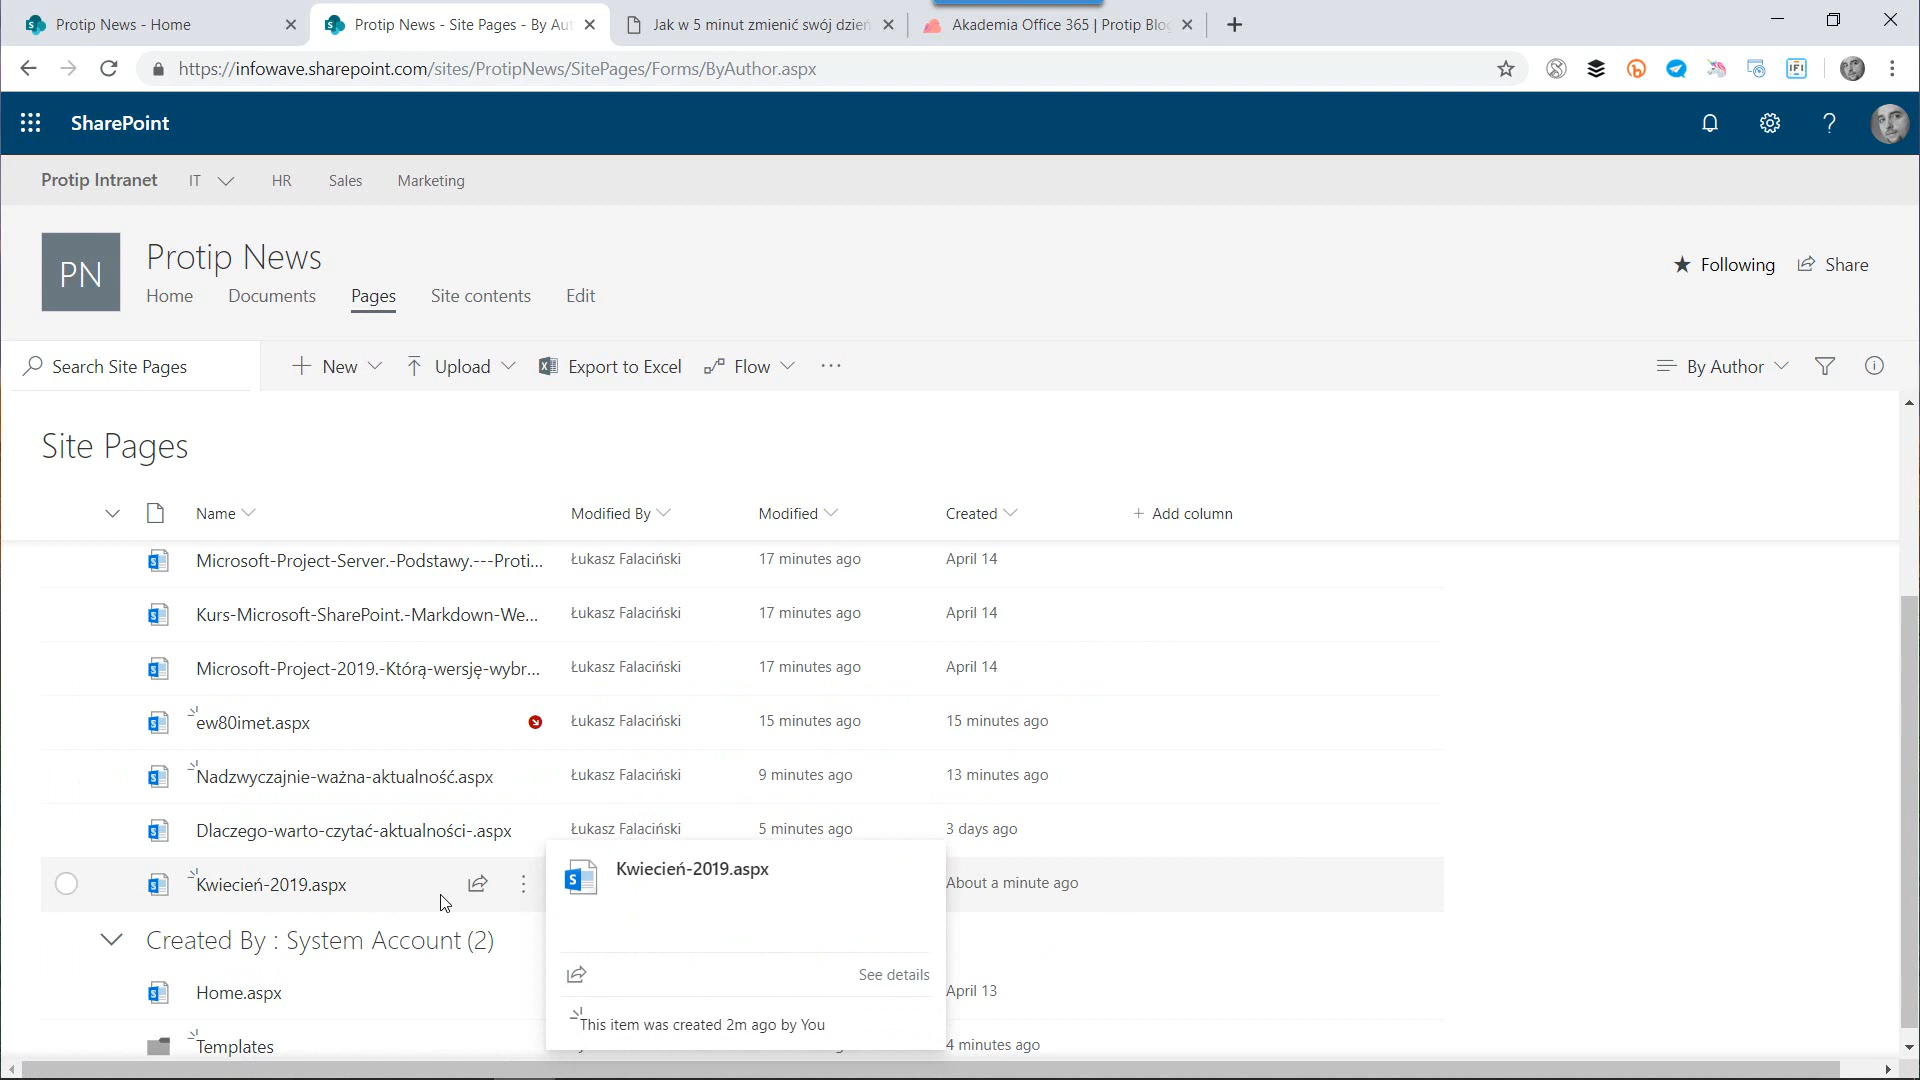 Protip News - Home
Protip News - Site Pages - By Aut
Jak w 5 minut zmienić swój dzień
Akademia Office 365 | Protip Blog
https://infowave.sharepoint.com/sites/ProtipNews/SitePages/Forms/ByAuthor.aspx
SharePoint
Protip Intranet IT HR Sales Marketing
PN
Protip News
Following Share
Home Documents Pages Site contents Edit
Search Site Pages New Upload Export to Excel Flow ··· By Author
Site Pages
Name Modified By Modified Created + Add column
Microsoft-Project-Server.-Podstawy.---Proti... Łukasz Falaciński 17 minutes ago April 14
Kurs-Microsoft-SharePoint.-Markdown-We... Łukasz Falaciński 17 minutes ago April 14
Microsoft-Project-2019.-Którą-wersję-wybr... Łukasz Falaciński 17 minutes ago April 14
ew80imet.aspx Łukasz Falaciński 15 minutes ago 15 minutes ago
Nadzwyczajnie-ważna-aktualność.aspx Łukasz Falaciński 9 minutes ago 13 minutes ago
Dlaczego-warto-czytać-aktualności-.aspx Łukasz Falaciński 5 minutes ago 3 days ago
Kwiecień-2019.aspx About a minute ago
Kwiecień-2019.aspx
Created By : System Account (2)
See details
Home.aspx April 13
This item was created 2m ago by You
Templates 4 minutes ago